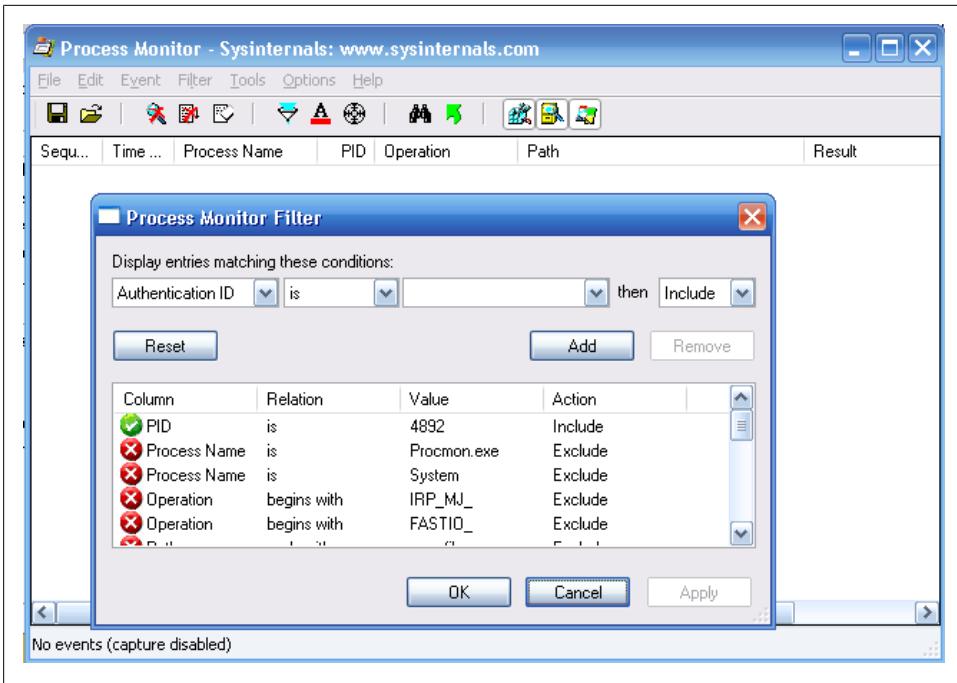 Process Monitor - Sysinternals: www.sysinternals.com
File Edit Event Filter Tools Options Help
Sequ... Time ... Process Name PID Operation Path Result
Process Monitor Filter
Display entries matching these conditions:
Authentication ID is then Include
Reset Add Remove
Column Relation Value Action
PID is 4892 Include
Process Name is Procmon.exe Exclude
Process Name is System Exclude
Operation begins with IRP_MJ_ Exclude
Operation begins with FASTIO_ Exclude
OK Cancel Apply
No events (capture disabled)